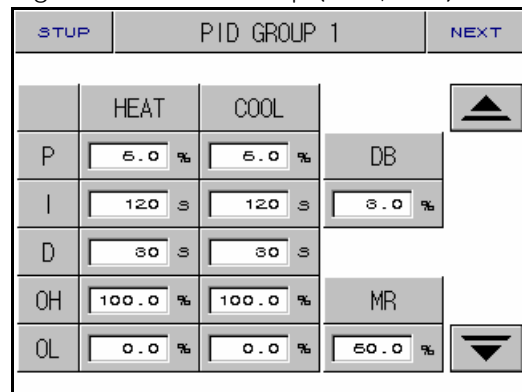 STUP PID GROUP 1 NEXT
HEAT COOL
P 5.0 % 5.0 % DB
I 120 S 120 S 3.0 %
D 30 S 30 S
OH 100.0 % 100.0 % MR
OL 0.0 % 0.0 % 50.0 %